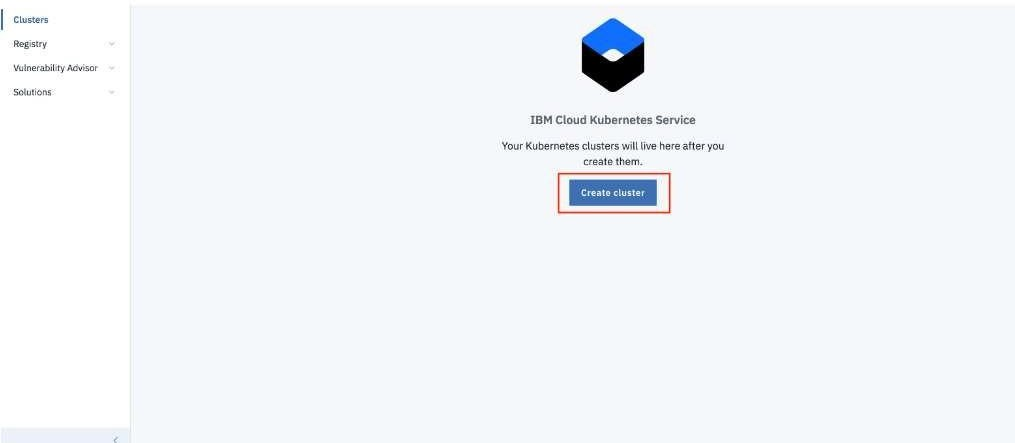 Clusters
Registry
Vulnerability Advisor
Solutions
IBM Cloud Kubernetes Service
Your Kubernetes clusters will live here after you
create them.
Create cluster